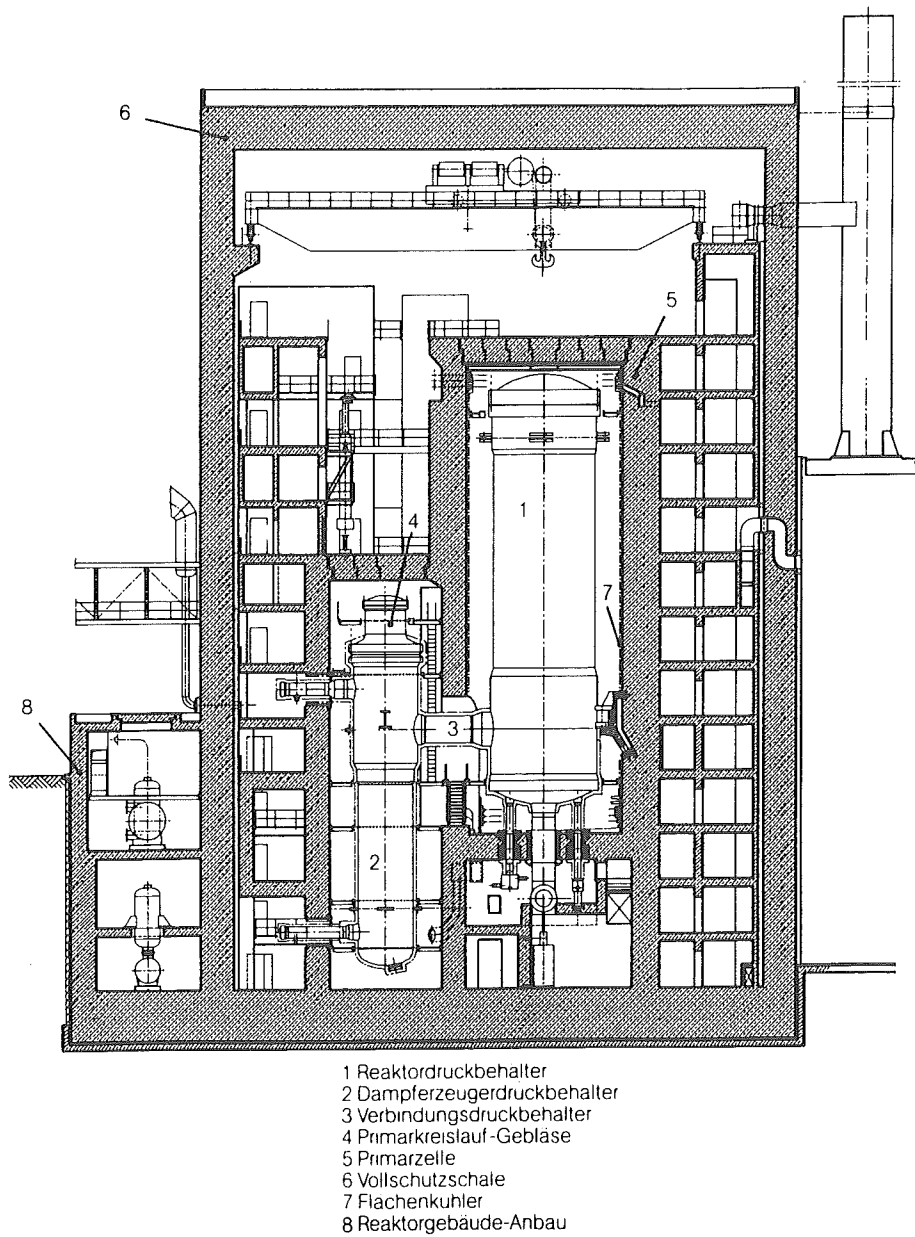 6
5
1
4
7
8
3
2
1 Reaktordruckbehalter
2 Dampferzeugerdruckbehalter
3 Verbindungsdruckbehalter
4 Primarkreislauf-Gebläse
5 Primarzelle
6 Vollschutzschale
7 Flachenkuhler
8 Reaktorgebäude-Anbau